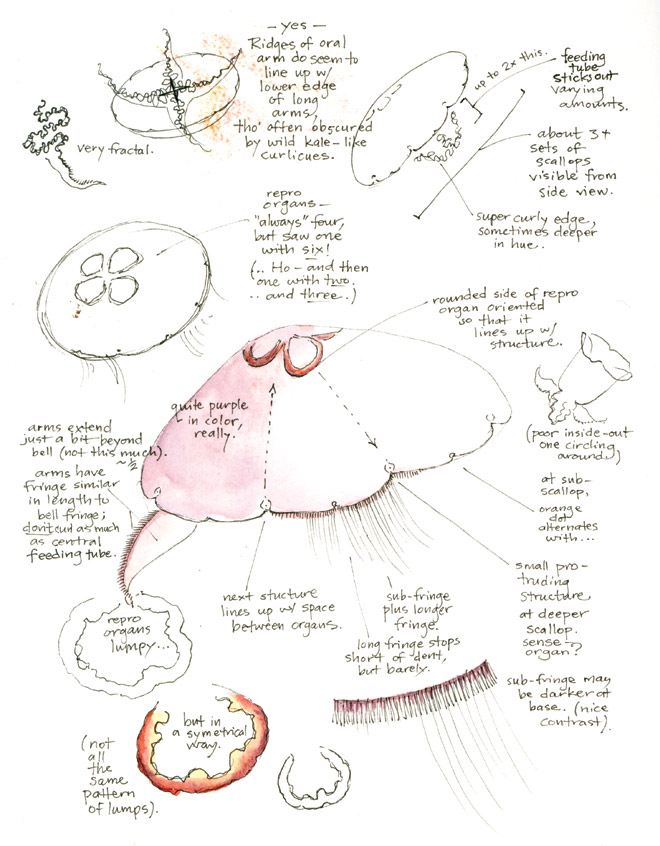 — yes —
Ridges of oral
arm do seem to
line up w/
lower edge
of long
arms,
tho' often obscured
by wild kale-like
curlicues.
very fractal.
up to 2x this.
feeding
tube
sticks out
varying
amounts.
about 3+
sets of
scallops
visible from
side view.
super curly edge,
sometimes deeper
in hue.
repro
organs —
"always" four,
but saw one
with six!
(.. Ho - and then
one with two.
.. and three.)
rounded side of repro
organ oriented
so that it
lines up w/
structure.
quite purple
in color,
really.
(poor inside-out
one circling
around.)
arms extend
just a bit beyond
bell (not this much).
~ 1/2
arms have
fringe similar
in length to
bell fringe;
don't curl as much
as central
feeding tube.
at sub-
scallop,
orange
dot
alternates
with...
small pro-
truding
structure
at deeper
scallop.
sense
organ?
next stucture
lines up w/ space
between organs.
sub-fringe
plus longer
fringe.
long fringe stops
short of dent,
but barely.
repro
organs
lumpy...
sub-fringe may
be darker at
base. (nice
contrast).
but in
a symetrical
way.
(not
all
the
same
pattern
of lumps).